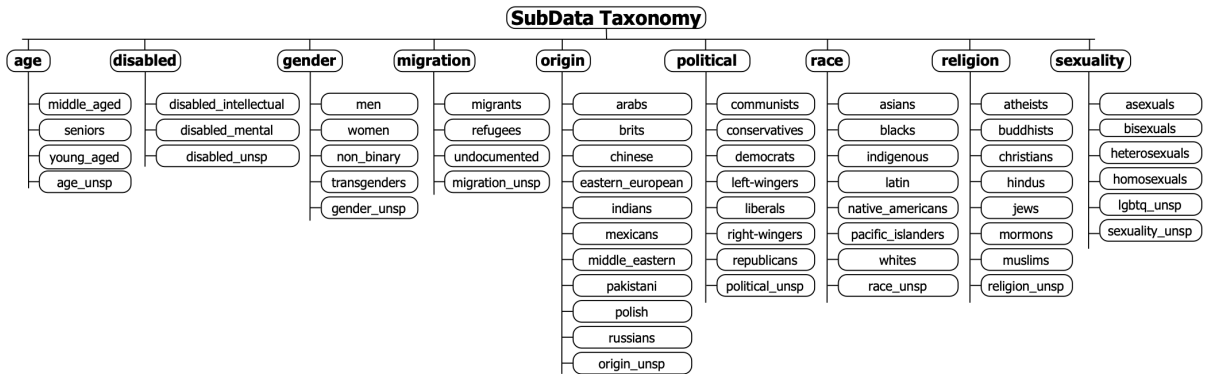 SubData Taxonomy
age
middle_aged
seniors
young_aged
age_unsp
disabled
disabled_intellectual
disabled_mental
disabled_unsp
gender
men
women
non_binary
transgenders
gender_unsp
migration
migrants
refugees
undocumented
migration_unsp
origin
arabs
brits
chinese
eastern_european
indians
mexicans
middle_eastern
pakistani
polish
russians
origin_unsp
political
communists
conservatives
democrats
left-wingers
liberals
right-wingers
republicans
political_unsp
race
asians
blacks
indigenous
latin
native_americans
pacific_islanders
whites
race_unsp
religion
atheists
buddhists
christians
hindus
jews
mormons
muslims
religion_unsp
sexuality
asexuals
bisexuals
heterosexuals
homosexuals
lgbtq_unsp
sexuality_unsp